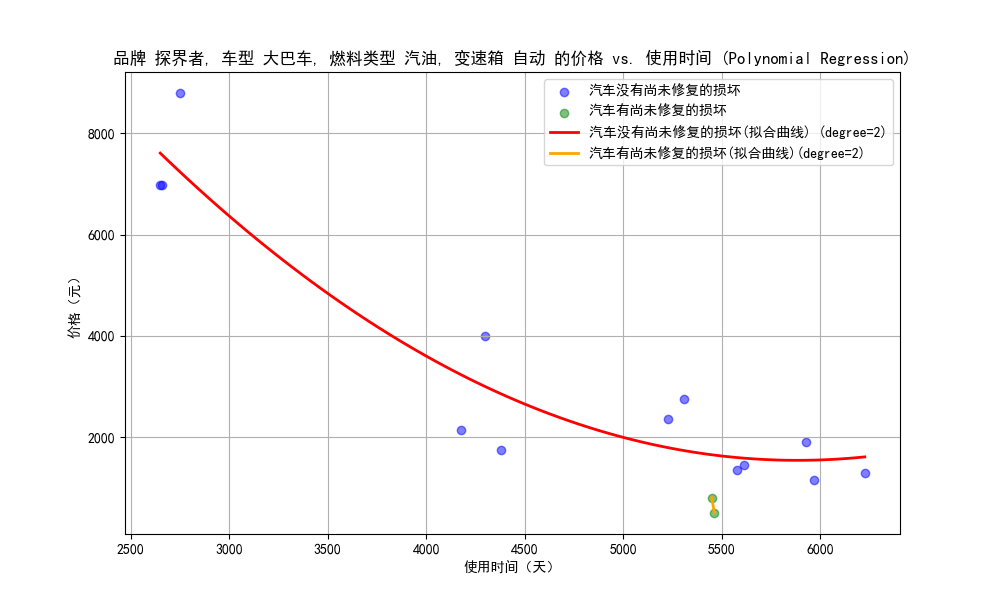 品牌 探界者, 车型 大巴车, 燃料类型 汽油, 变速箱 自动 的价格 vs. 使用时间 (Polynomial Regression)
汽车没有尚未修复的损坏
汽车有尚未修复的损坏
汽车没有尚未修复的损坏(拟合曲线) (degree=2)
汽车有尚未修复的损坏(拟合曲线)(degree=2)
价格（元）
8000
6000
4000
2000
2500 3000 3500 4000 4500 5000 5500 6000
使用时间（天）